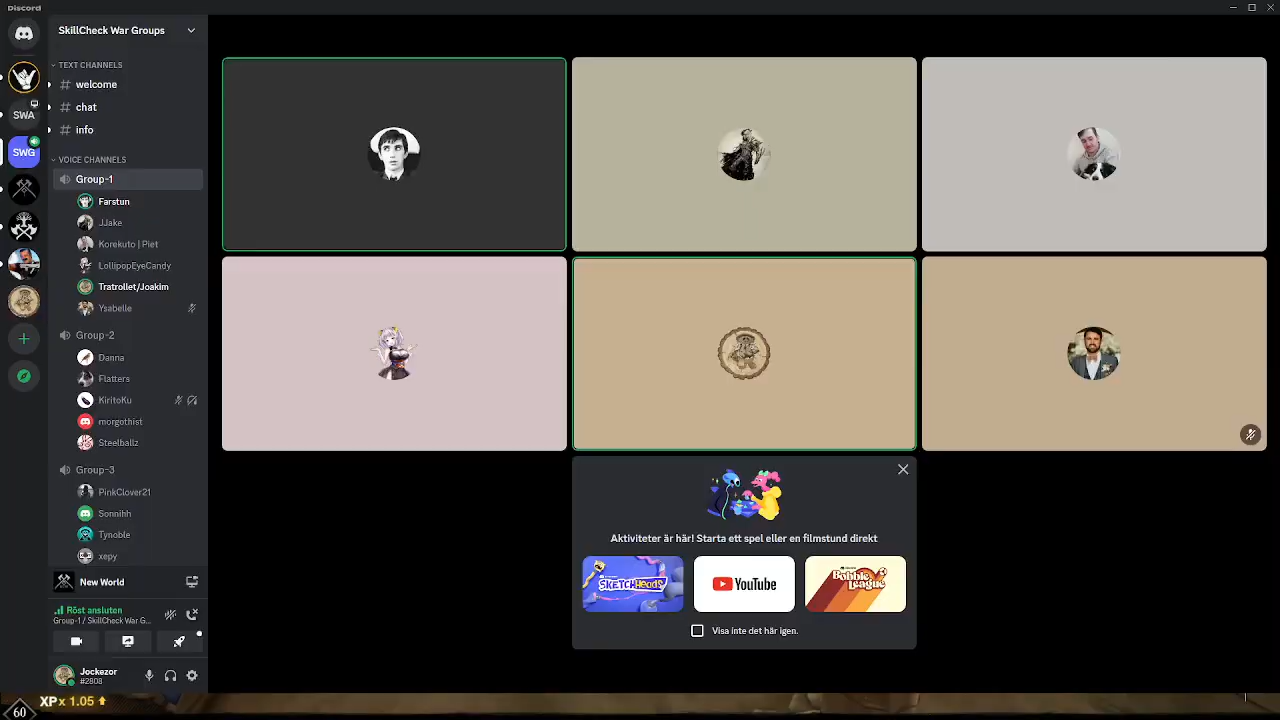 Discord
SkillCheck War Groups
TEXT CHANNELS
# welcome
# chat
# info
SWA
VOICE CHANNELS
SWG
Group-1
Farstun
JJake
Korekuto | Piet
LollipopEyeCandy
Tratrollet/Joakim
Ysabelle
Group-2
Danna
Flatters
KiritoKu
morgothist
Steelballz
Group-3
PinkClover21
Sonnihh
Tynoble
xepy
Aktiviteter är här! Starta ett spel eller en filmstund direkt
SKETCHHeads
YouTube
Bobble League
Visa inte det här igen.
New World
Röst ansluten
Group-1 / SkillCheck War G...
Jockezor
#2808
XP x 1.05
60